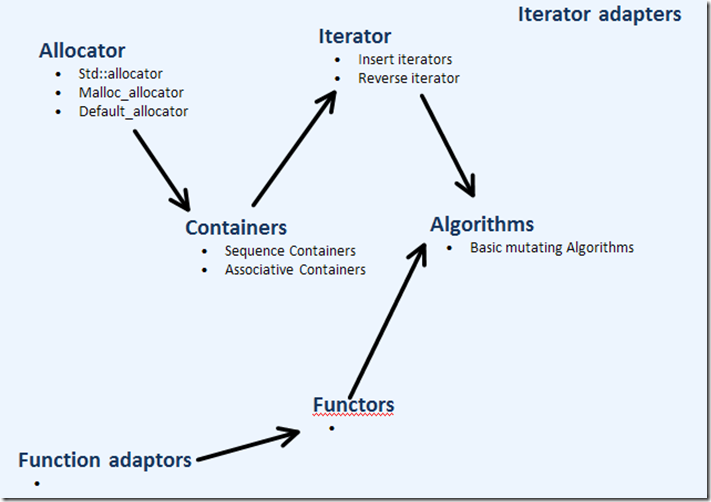 Iterator adapters
Iterator
• Insert iterators
• Reverse iterator
Allocator
• Std::allocator
• Malloc_allocator
• Default_allocator
Containers
• Sequence Containers
• Associative Containers
Algorithms
• Basic mutating Algorithms
Functors
•
Function adaptors
•